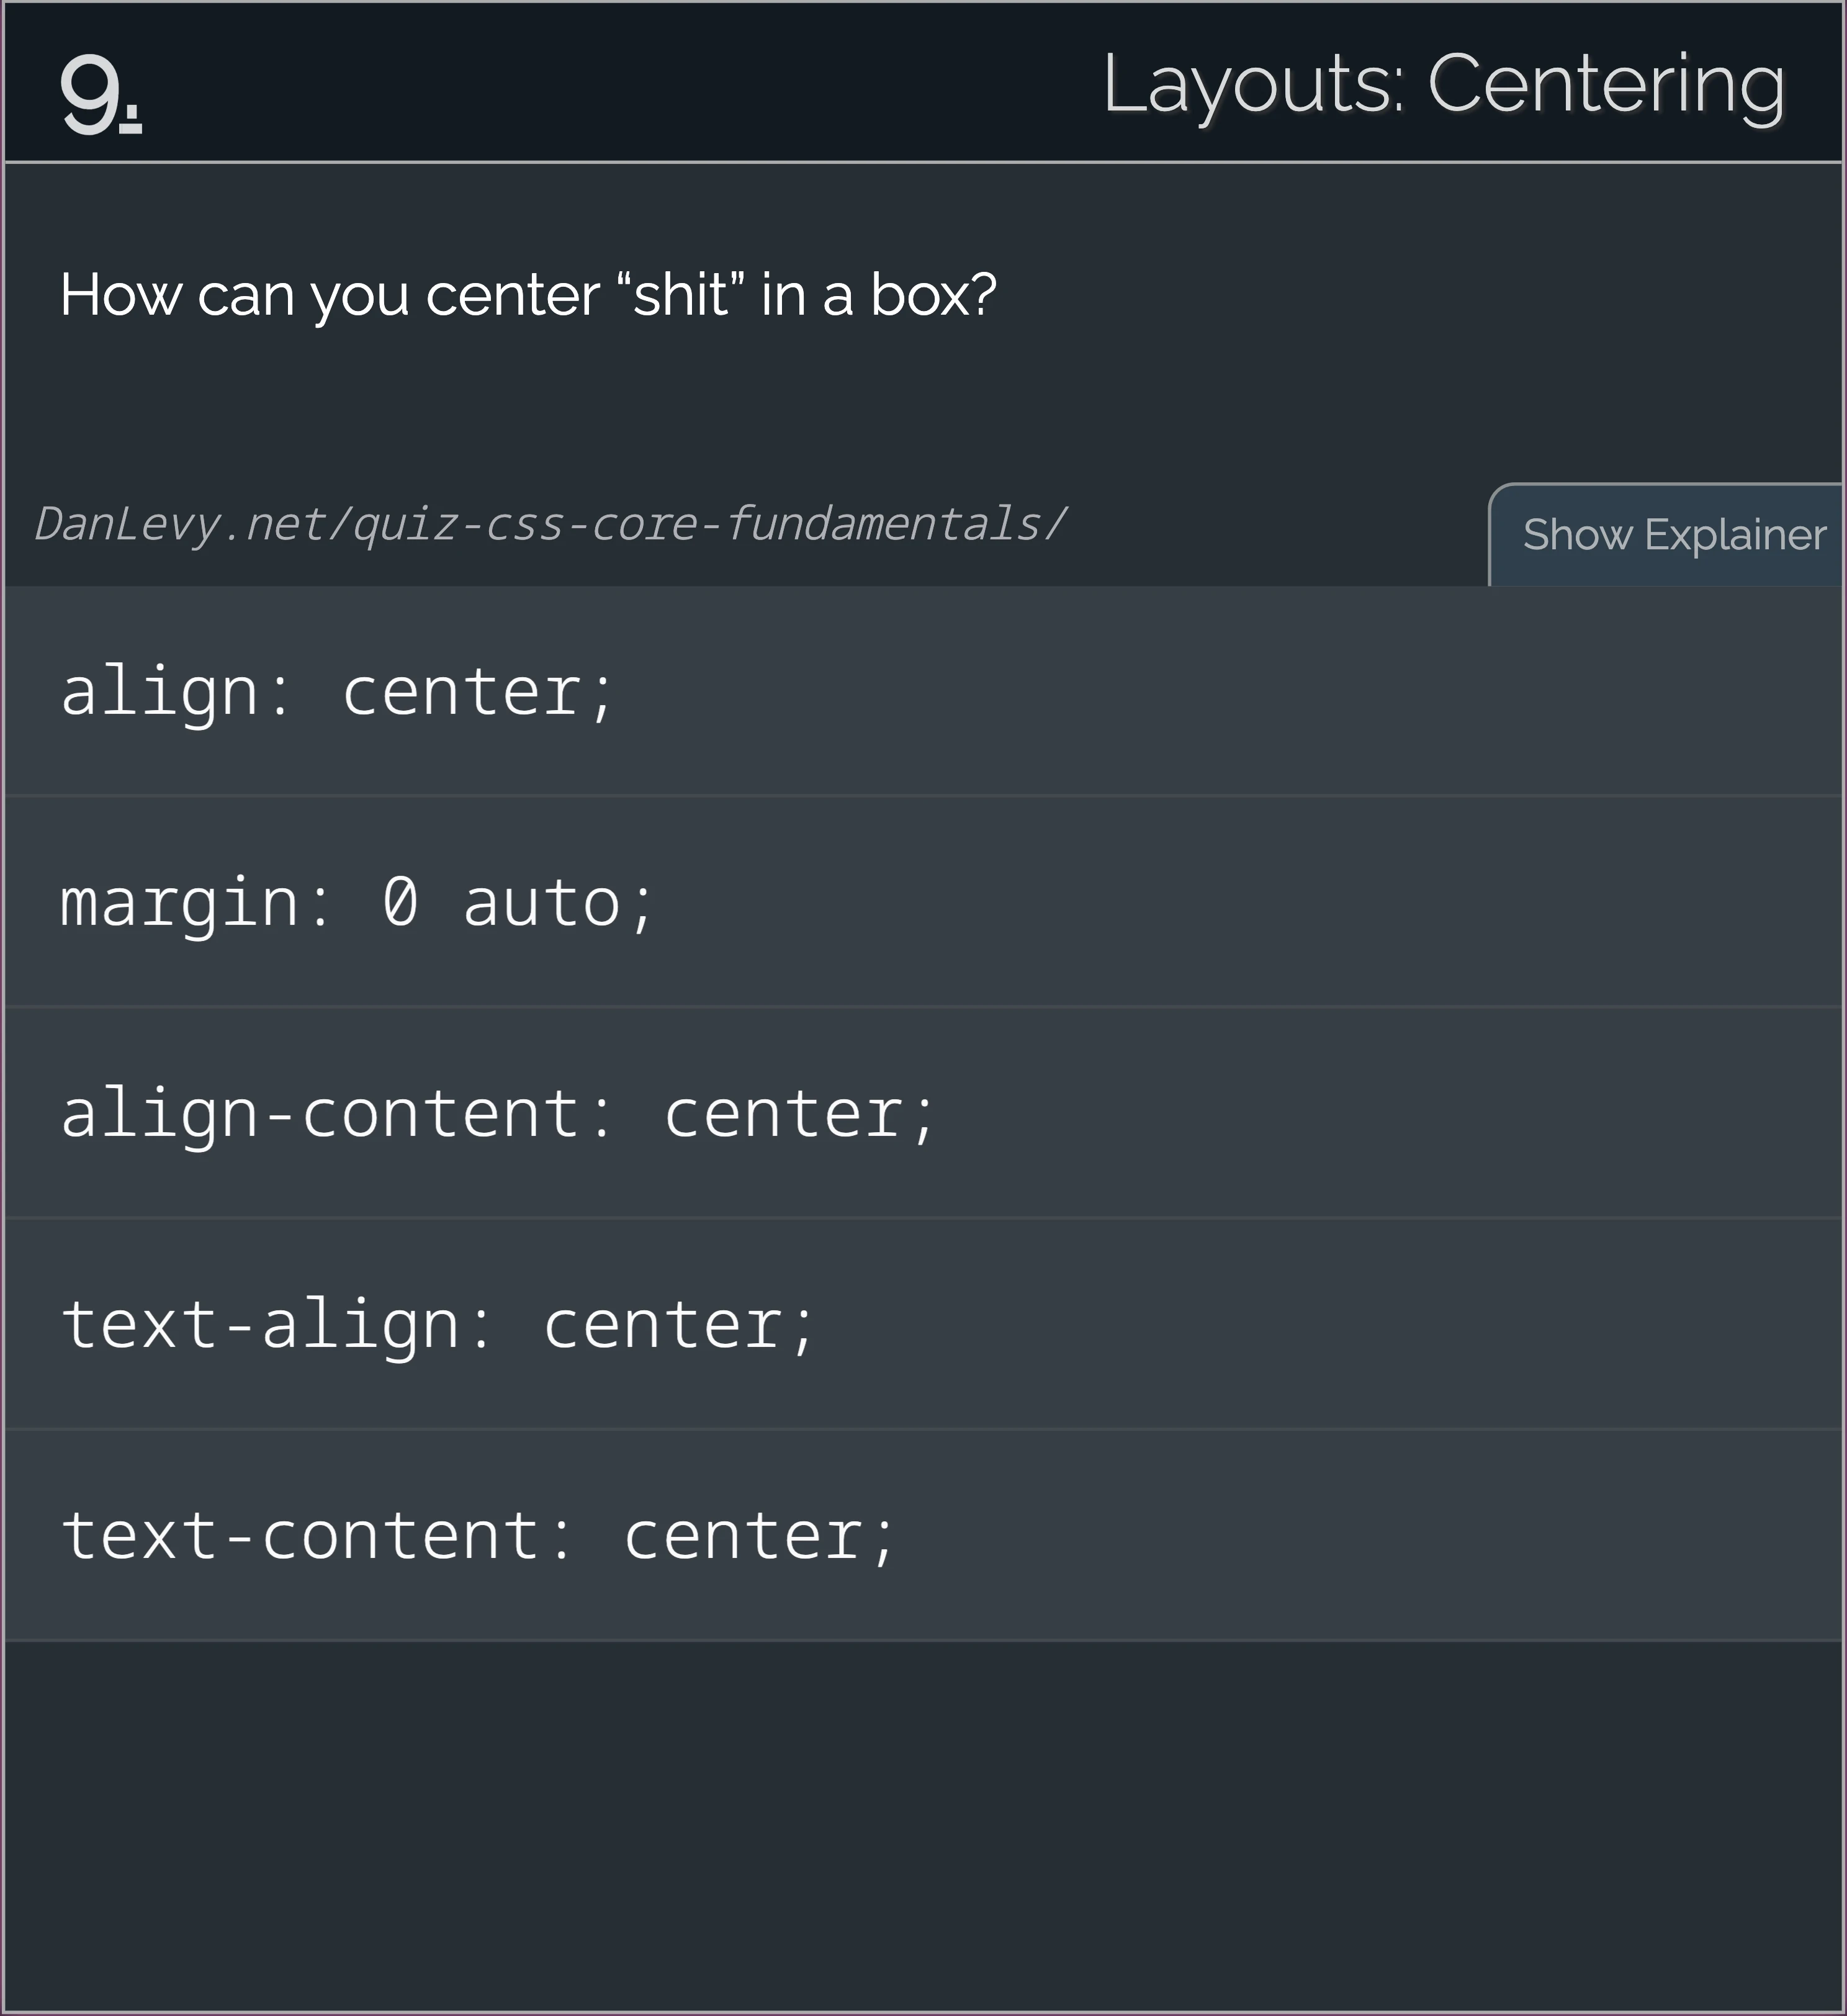 9.
Layouts: Centering
How can you center “shit” in a box?
DanLevy.net/quiz-css-core-fundamentals/
Show Explainer
align: center;
margin: 0 auto;
align-content: center;
text-align: center;
text-content: center;